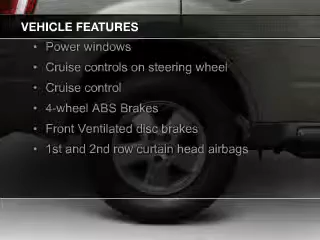 VEHICLE FEATURES
• Power windows
• Cruise controls on steering wheel
• Cruise control
• 4-wheel ABS Brakes
• Front Ventilated disc brakes
• 1st and 2nd row curtain head airbags